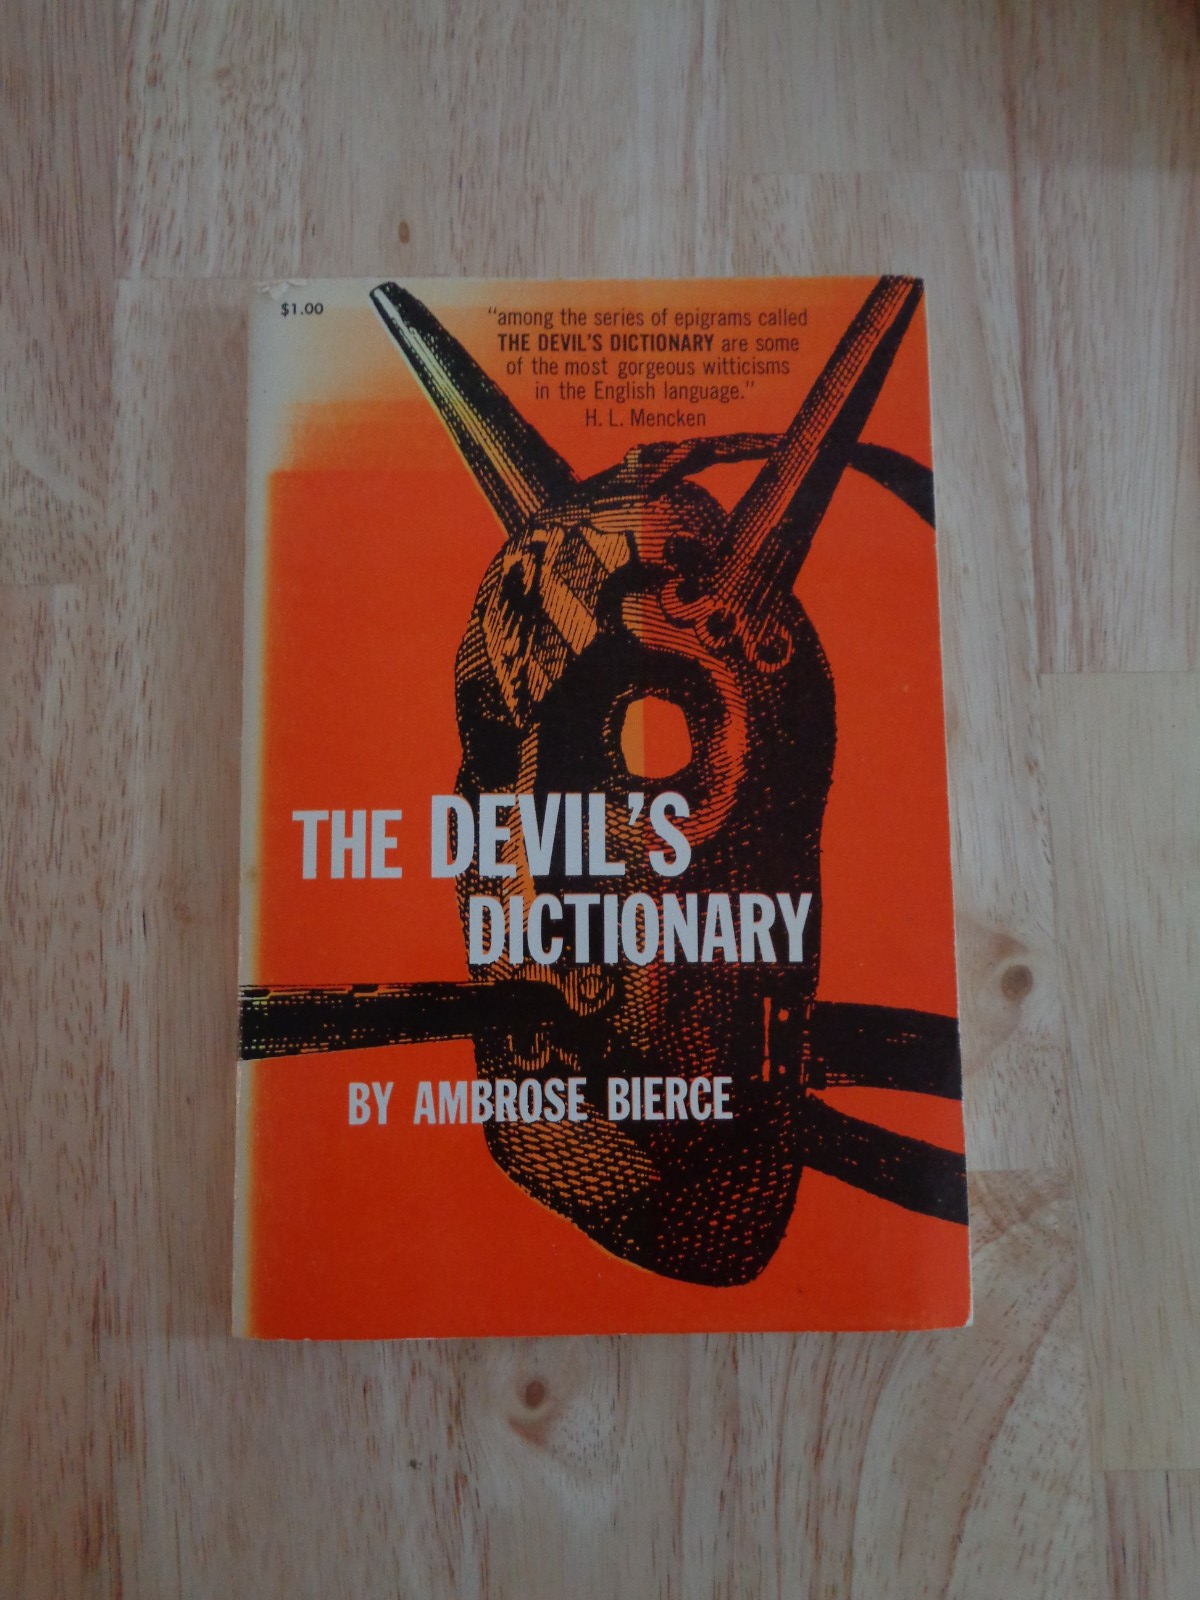 $1.00
"among the series of epigrams called
THE DEVIL'S DICTIONARY are some
of the most gorgeous witticisms
in the English language."
H. L. Mencken
THE DEVIL'S
DICTIONARY
BY AMBROSE BIERCE